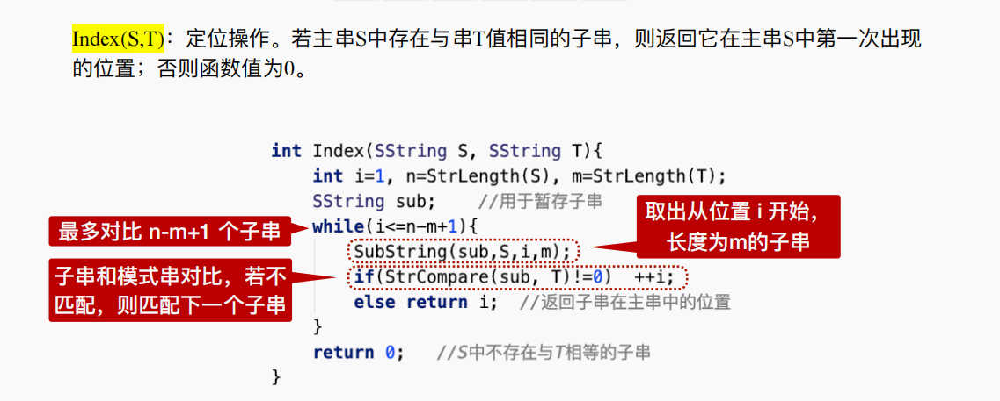 Index(S,T)：定位操作。若主串S中存在与串T值相同的子串，则返回它在主串S中第一次出现
的位置；否则函数值为0。
int Index(SString S, SString T){
int i=1, n=StrLength(S), m=StrLength(T);
SString sub; //用于暂存子串
取出从位置 i 开始，
长度为m的子串
最多对比 n-m+1 个子串
while(i<=n-m+1){
SubString(sub,S,i,m);
子串和模式串对比，若不
匹配，则匹配下一个子串
if(StrCompare(sub, T)!=0) ++i;
else return i; //返回子串在主串中的位置
}
return 0; //S中不存在与T相等的子串
}